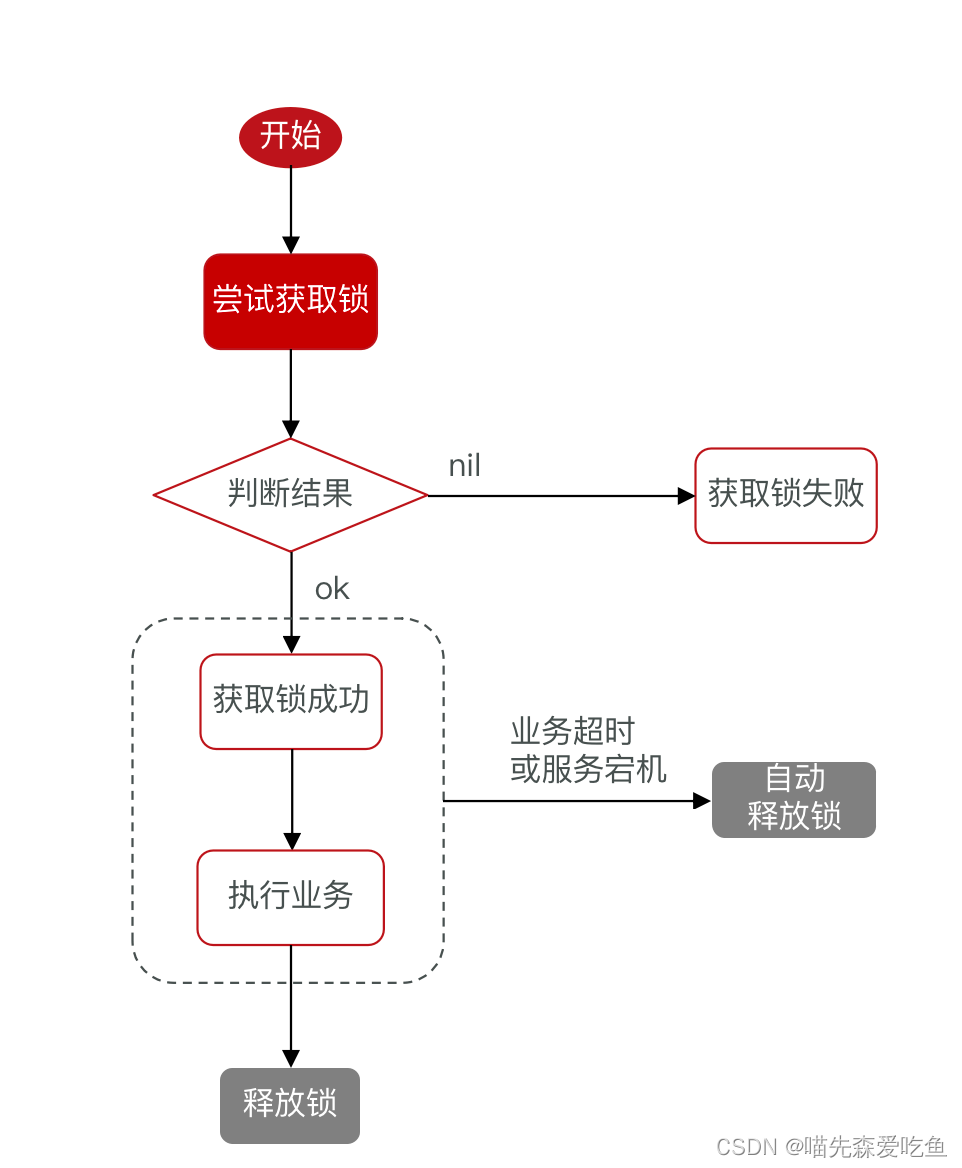 开始
尝试获取锁
判断结果
nil
获取锁失败
ok
获取锁成功
业务超时
或服务宕机
自动
释放锁
执行业务
释放锁
CSDN @喵先森爱吃鱼